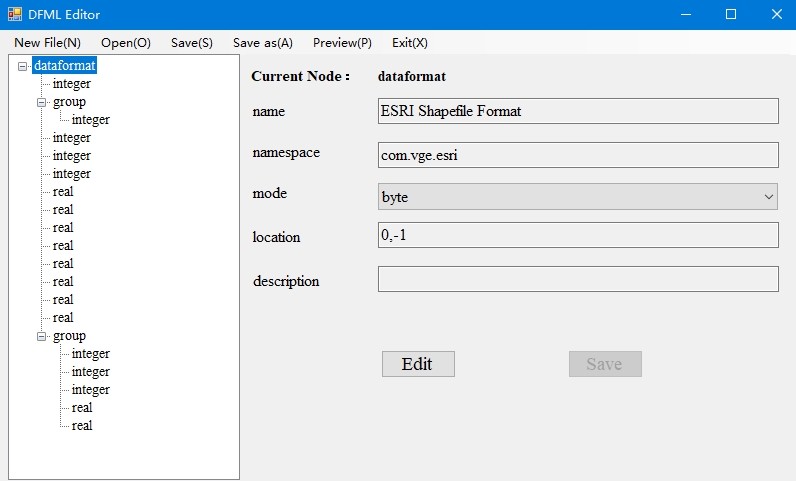 DFML Editor
New File(N) Open(O) Save(S) Save as(A) Preview(P) Exit(X)
dataformat
integer
group
integer
integer
integer
integer
real
real
real
real
real
real
real
real
group
integer
integer
integer
real
real
Current Node： dataformat
name ESRI Shapefile Format
namespace com.vge.esri
mode byte
location 0,-1
description
Edit Save